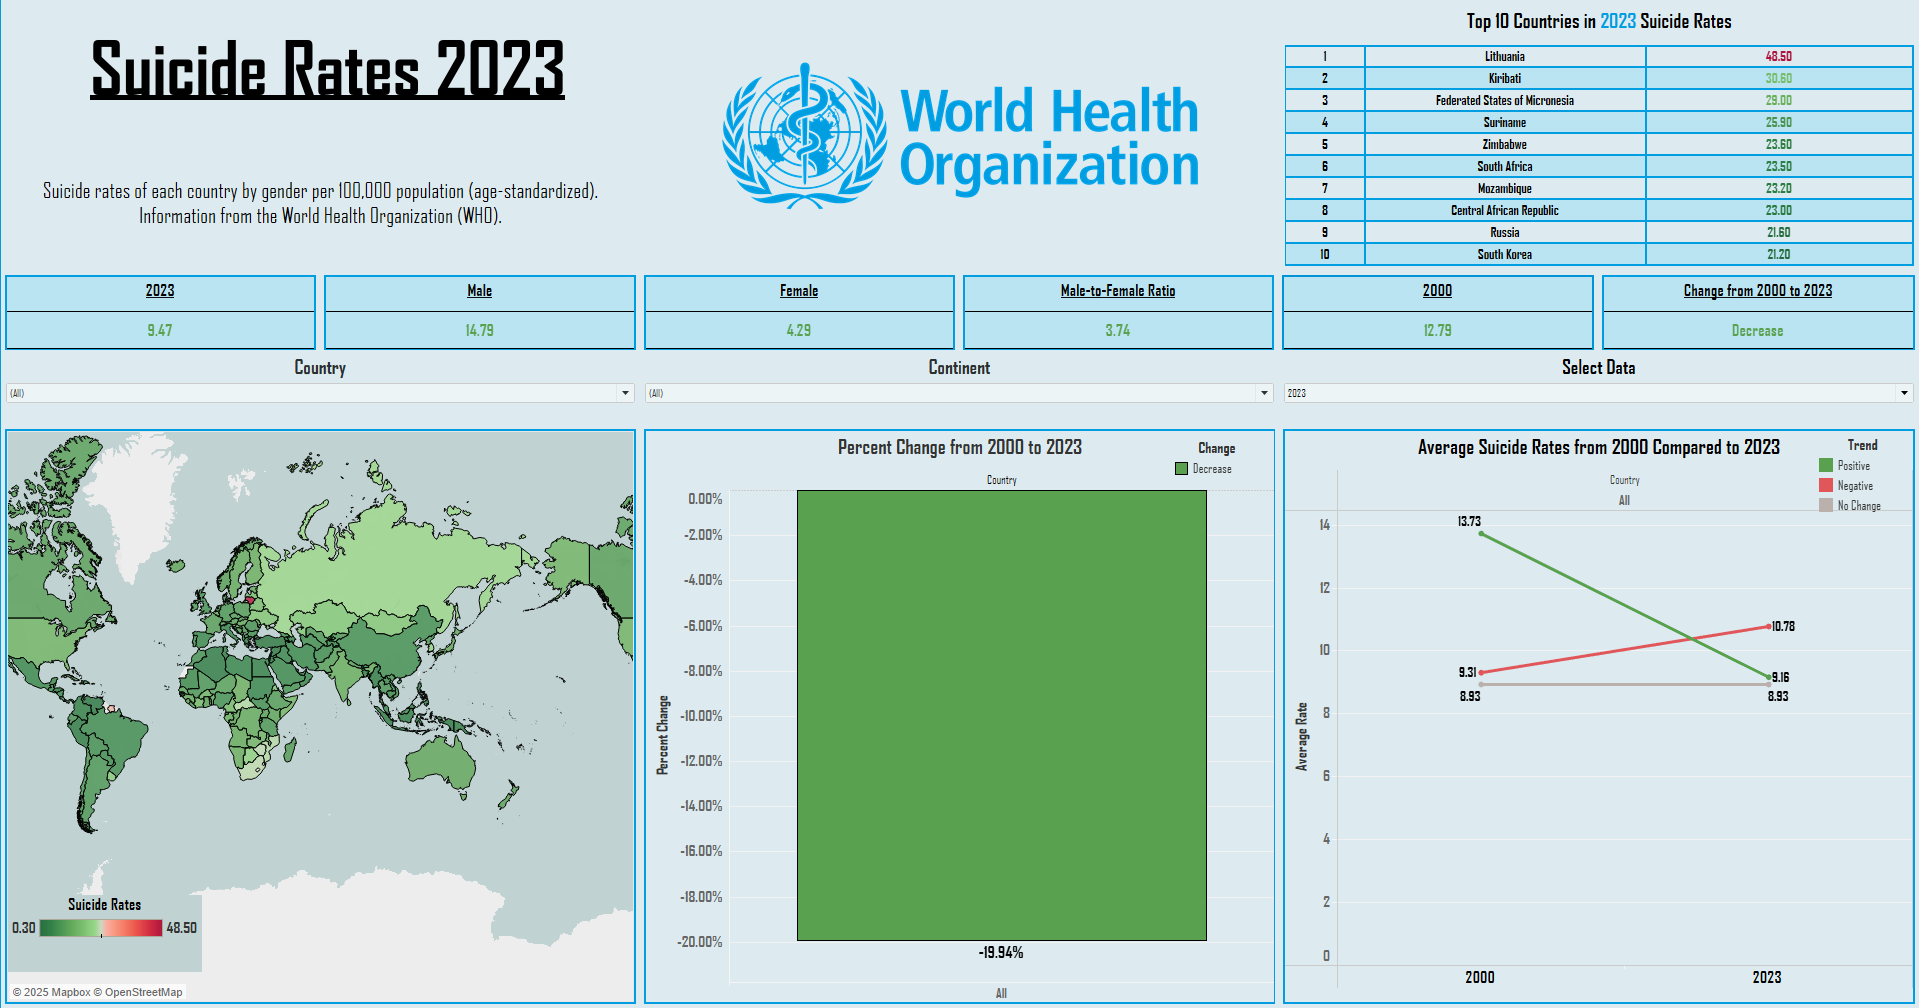 Suicide Rates 2023
Suicide rates of each country by gender per 100,000 population (age-standardized).
Information from the World Health Organization (WHO).
World Health
Organization
Top 10 Countries in 2023 Suicide Rates
1 Lithuania 48.50
2 Kiribati 30.60
3 Federated States of Micronesia 29.00
4 Suriname 25.90
5 Zimbabwe 23.60
6 South Africa 23.50
7 Mozambique 23.20
8 Central African Republic 23.00
9 Russia 21.60
10 South Korea 21.20
2023 Male Female Male-to-Female Ratio 2000 Change from 2000 to 2023
9.47 14.79 4.29 3.74 12.79 Decrease
Country Continent Select Data
(All) (All) 2023
Suicide Rates
0.30 48.50
© 2025 Mapbox © OpenStreetMap
Percent Change from 2000 to 2023
Change
Decrease
Country
0.00%
-2.00%
-4.00%
-6.00%
-8.00%
-10.00%
-12.00%
-14.00%
-16.00%
-18.00%
-20.00%
Percent Change
-19.94%
All
Average Suicide Rates from 2000 Compared to 2023
Trend
Positive
Negative
No Change
Country
All
14
12
10
8
6
4
2
0
Average Rate
13.73
9.31
8.93
10.78
9.16
8.93
2000 2023